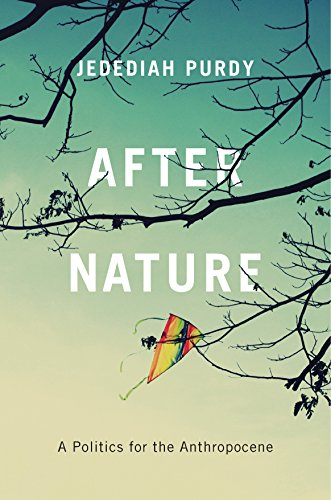 JEDEDIAH PURDY
AFTER
NATURE
A Politics for the Anthropocene